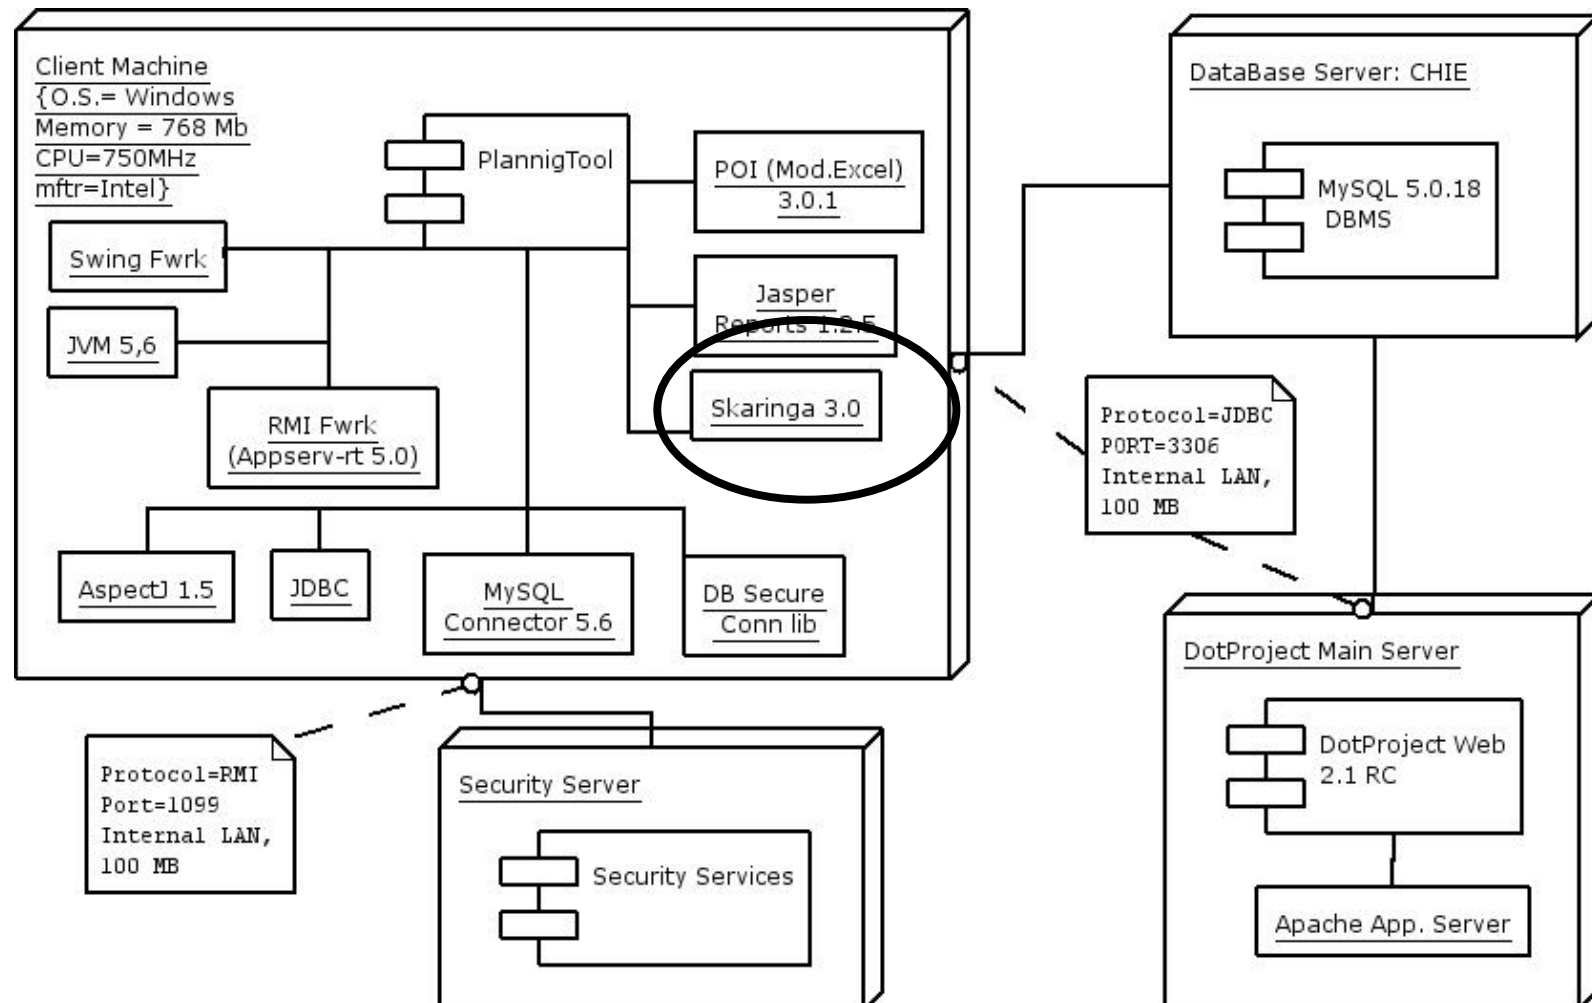 Client Machine
{O.S.= Windows
Memory = 768 Mb
CPU=750MHz
mftr=Intel}
PlannigTool
POI (Mod.Excel)
3.0.1
Swing Fwrk
Jasper
Reports 1.2.5
JVM 5,6
Skaringa 3.0
RMI Fwrk
(Appserv-rt 5.0)
AspectJ 1.5
JDBC
MySQL
Connector 5.6
DB Secure
Conn lib
DataBase Server: CHIE
MySQL 5.0.18
DBMS
Protocol=JDBC
PORT=3306
Internal LAN,
100 MB
DotProject Main Server
DotProject Web
2.1 RC
Apache App. Server
Protocol=RMI
Port=1099
Internal LAN,
100 MB
Security Server
Security Services